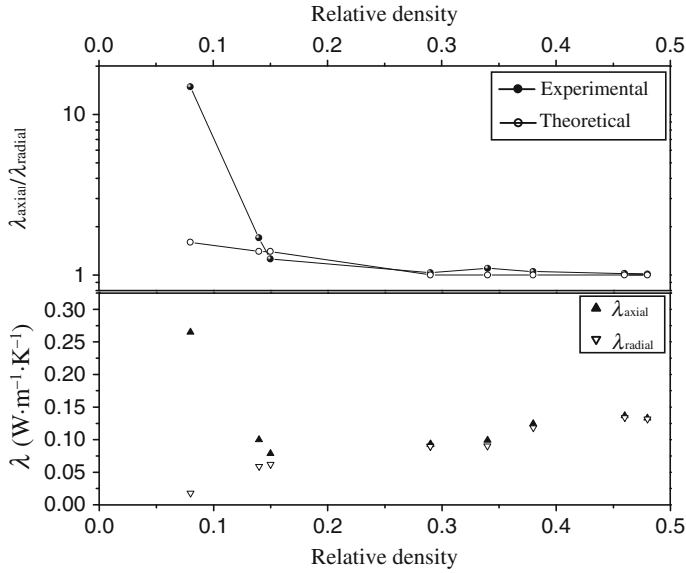 Relative density
0.0 0.1 0.2 0.3 0.4 0.5
10
1
λaxial/λradial
Experimental
Theoretical
0.30
0.25
0.20
0.15
0.10
0.05
0.00
λ (W·m−1·K−1)
λaxial
λradial
0.0 0.1 0.2 0.3 0.4 0.5
Relative density